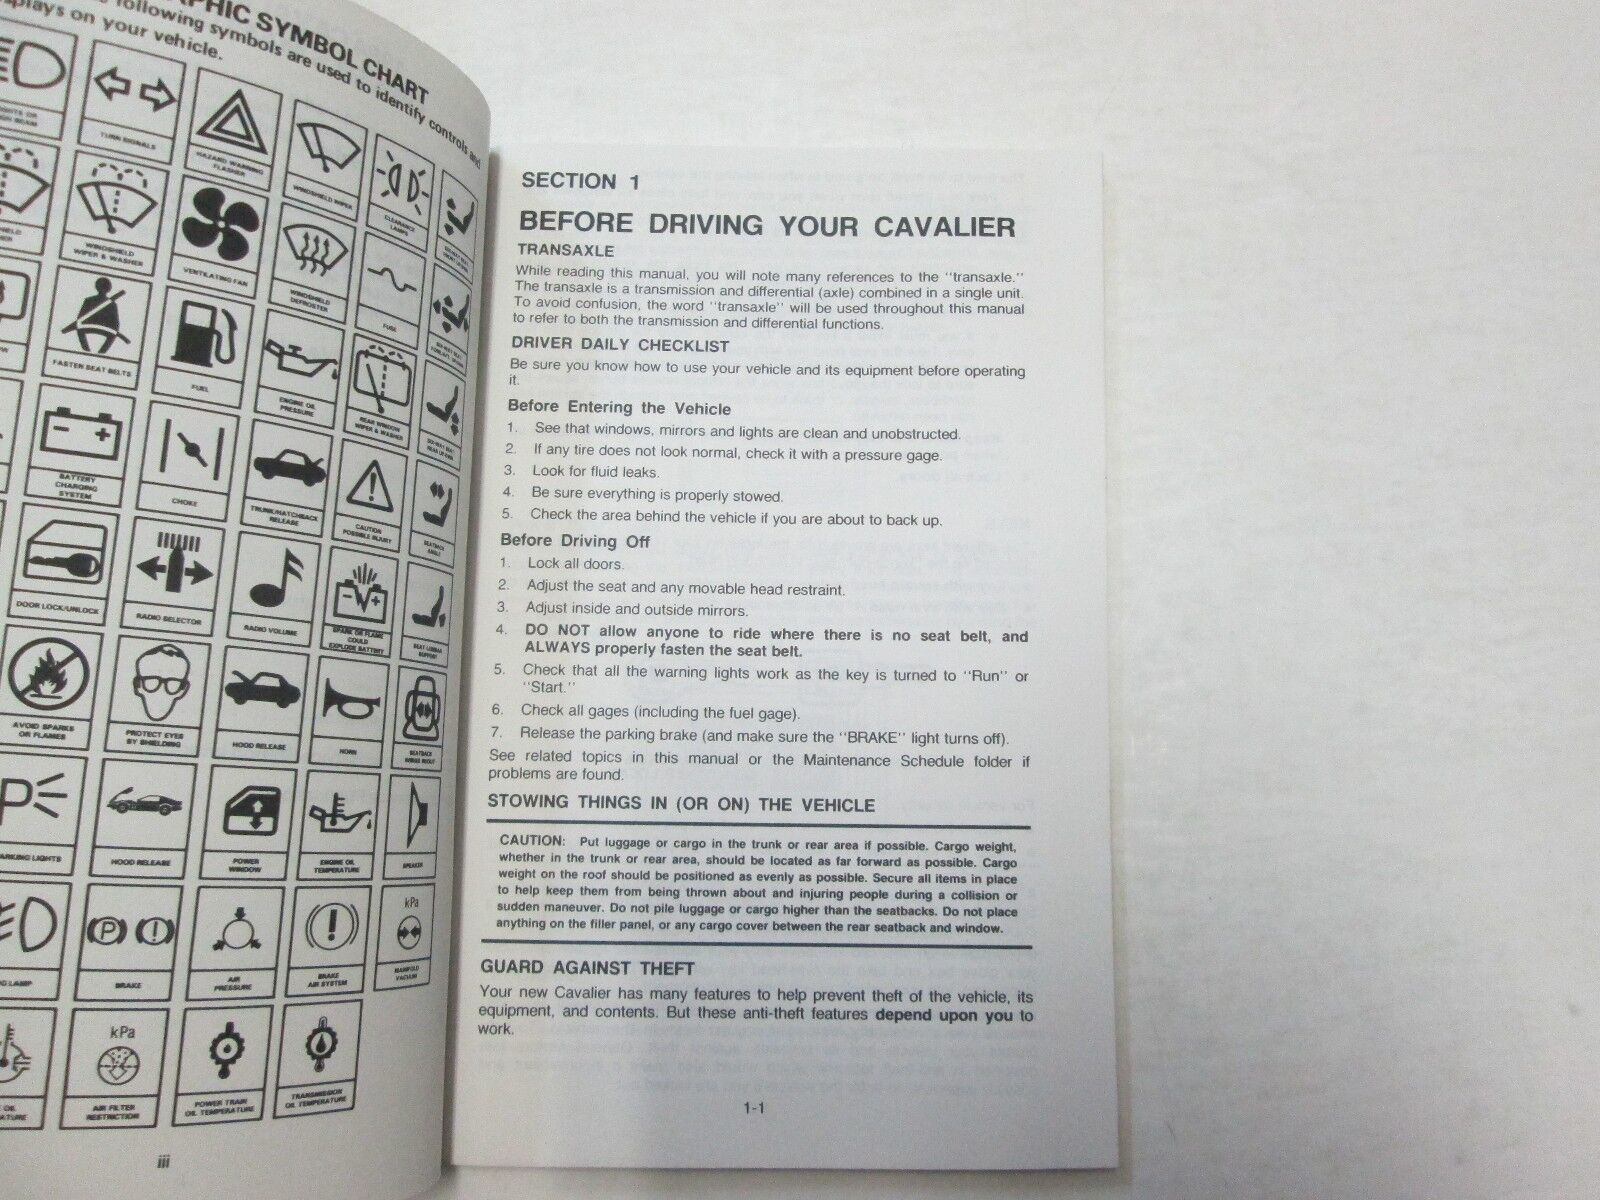 GRAPHIC SYMBOL CHART
following symbols are used to identify controls and
displays on your vehicle.
TURN SIGNALS
HAZARD WARNING
FLASHER
WINDSHIELD WIPER
CLEARANCE
LAMPS
WINDSHIELD
WIPER & WASHER
VENTILATING FAN
WINDSHIELD
DEFROSTER
FUSE
FASTEN SEAT BELTS
FUEL
ENGINE OIL
PRESSURE
REAR WINDOW
WIPER & WASHER
BATTERY
CHARGING
SYSTEM
CHOKE
TRUNK/HATCHBACK
RELEASE
CAUTION
POSSIBLE INJURY
SEATBACK
ANGLE
DOOR LOCK/UNLOCK
RADIO SELECTOR
RADIO VOLUME
SPARK OR FLAME
COULD
EXPLODE BATTERY
SEAT LUMBAR
SUPPORT
AVOID SPARKS
OR FLAMES
PROTECT EYES
BY SHIELDING
HOOD RELEASE
HORN
SEATBACK
PARKING LIGHTS
HOOD RELEASE
POWER
WINDOW
ENGINE OIL
TEMPERATURE
SPEAKER
LAMP
BRAKE
AIR
PRESSURE
BRAKE
AIR SYSTEM
kPa
MANIFOLD
VACUUM
OIL
kPa
AIR FILTER
RESTRICTION
POWER TRAIN
OIL TEMPERATURE
TRANSMISSION
OIL TEMPERATURE
iii
SECTION 1
BEFORE DRIVING YOUR CAVALIER
TRANSAXLE
While reading this manual, you will note many references to the "transaxle."
The transaxle is a transmission and differential (axle) combined in a single unit.
To avoid confusion, the word "transaxle" will be used throughout this manual
to refer to both the transmission and differential functions.
DRIVER DAILY CHECKLIST
Be sure you know how to use your vehicle and its equipment before operating
it.
Before Entering the Vehicle
1. See that windows, mirrors and lights are clean and unobstructed.
2. If any tire does not look normal, check it with a pressure gage.
3. Look for fluid leaks.
4. Be sure everything is properly stowed.
5. Check the area behind the vehicle if you are about to back up.
Before Driving Off
1. Lock all doors.
2. Adjust the seat and any movable head restraint.
3. Adjust inside and outside mirrors.
4. DO NOT allow anyone to ride where there is no seat belt, and
ALWAYS properly fasten the seat belt.
5. Check that all the warning lights work as the key is turned to "Run" or
"Start."
6. Check all gages (including the fuel gage).
7. Release the parking brake (and make sure the "BRAKE" light turns off).
See related topics in this manual or the Maintenance Schedule folder if
problems are found.
STOWING THINGS IN (OR ON) THE VEHICLE
CAUTION: Put luggage or cargo in the trunk or rear area if possible. Cargo weight,
whether in the trunk or rear area, should be located as far forward as possible. Cargo
weight on the roof should be positioned as evenly as possible. Secure all items in place
to help keep them from being thrown about and injuring people during a collision or
sudden maneuver. Do not pile luggage or cargo higher than the seatbacks. Do not place
anything on the filler panel, or any cargo cover between the rear seatback and window.
GUARD AGAINST THEFT
Your new Cavalier has many features to help prevent theft of the vehicle, its
equipment, and contents. But these anti-theft features depend upon you to
work.
1-1